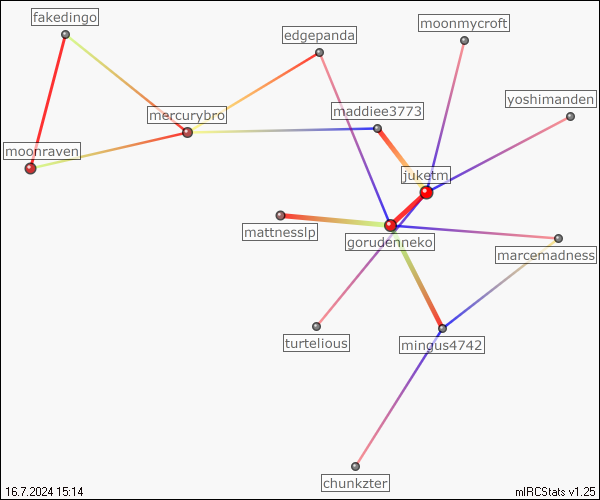 fakedingo
moonmycroft
edgepanda
yoshimanden
maddiee3773
mercurybro
moonraven
juketm
mattnesslp
gorudenneko
marcemadness
turtelious
mingus4742
chunkzter
16.7.2024 15:14
mIRCStats v1.25